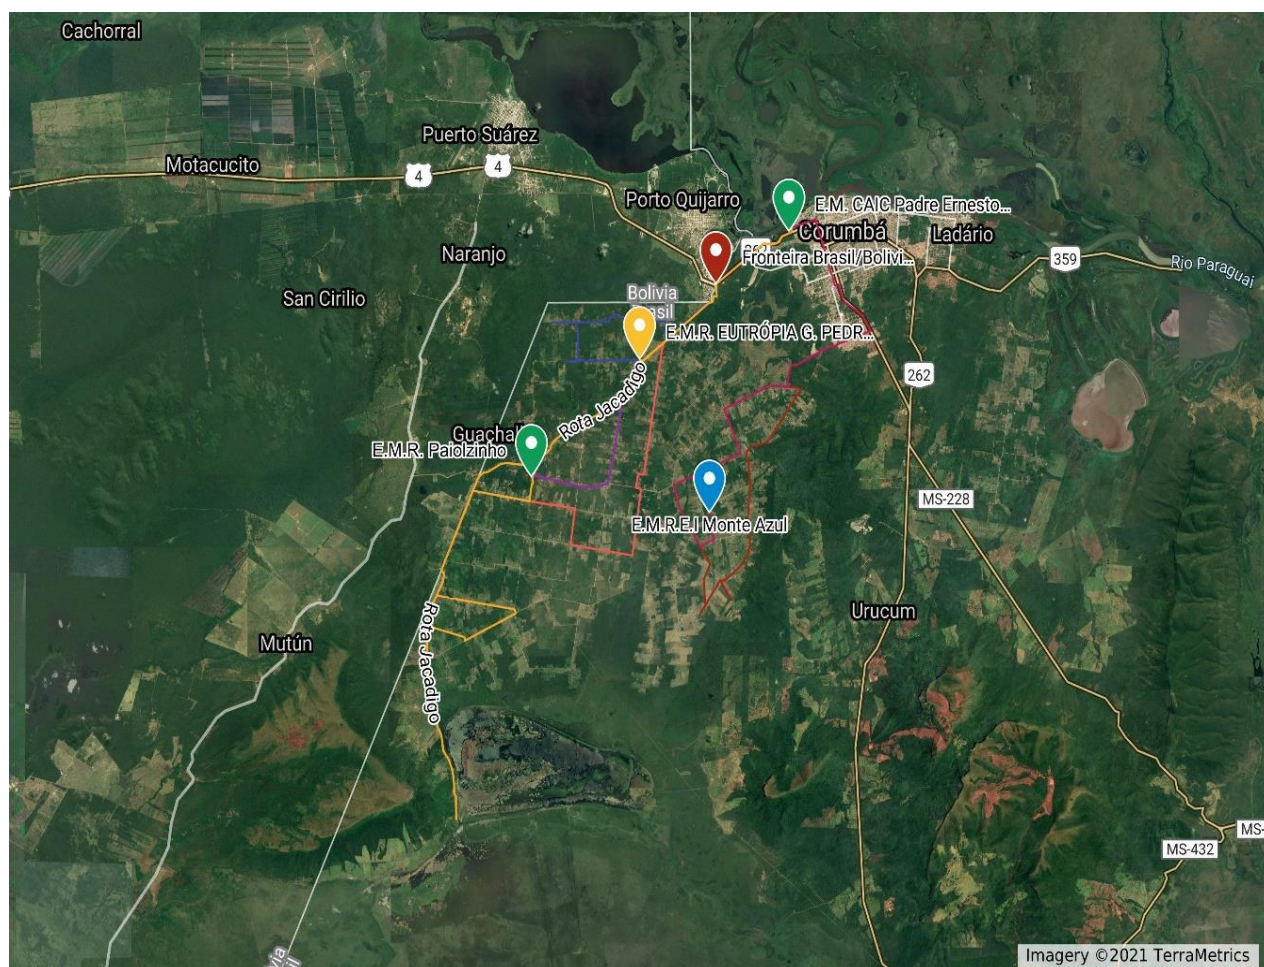 Cachorral
Puerto Suárez
Motacucito
4
4
Porto Quijarro
E.M. CAIC Padre Ernesto...
Corumbá
Ladário
Naranjo
Fronteira Brasil/Bolivi...
359
Rio Paraguai
San Cirilio
Bolivia
E.M.R. EUTRÓPIA G. PEDR...
262
Rota Jacadigo
E.M.R. Paiolzinho
MS-228
E.M.R.E.I Monte Azul
Rota Jacadigo
Urucum
Mutún
MS-432
Imagery ©2021 TerraMetrics